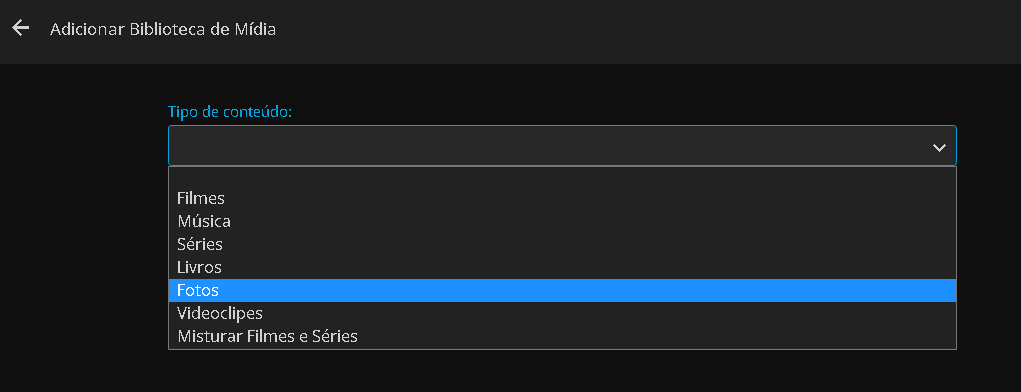 Adicionar Biblioteca de Mídia
Tipo de conteúdo:
Filmes
Música
Séries
Livros
Fotos
Videoclipes
Misturar Filmes e Séries